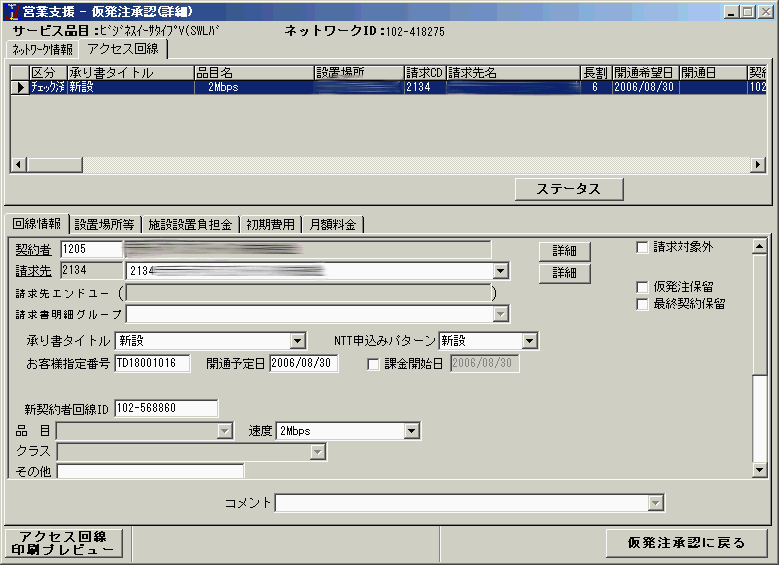 営業支援 - 仮発注承認(詳細)
サービス品目 : ﾋﾞｼﾞﾈｽｲｰｻﾀｲﾌﾟV(SWLﾊﾞ ネットワークID : 102-418275
ﾈｯﾄﾜｰｸ情報 アクセス回線
区分 承り書タイトル 品目名 設置場所 請求CD 請求先名 長割 開通希望日 開通日 契約
ﾁｪｯｸ済 新設 2Mbps 2134 6 2006/08/30 102
ステータス
回線情報 設置場所等 施設設置負担金 初期費用 月額料金
契約者 1205 詳細 請求対象外
請求先 2134 2134 詳細
請求先エンドユー ( ) 仮発注保留
請求書明細グループ 最終契約保留
承り書タイトル 新設 NTT申込みパターン 新設
お客様指定番号 TD18001016 開通予定日 2006/08/30 課金開始日 2006/08/30
新契約者回線ID 102-568860
品 目 速度 2Mbps
クラス
その他
コメント
アクセス回線
印刷プレビュー 仮発注承認に戻る